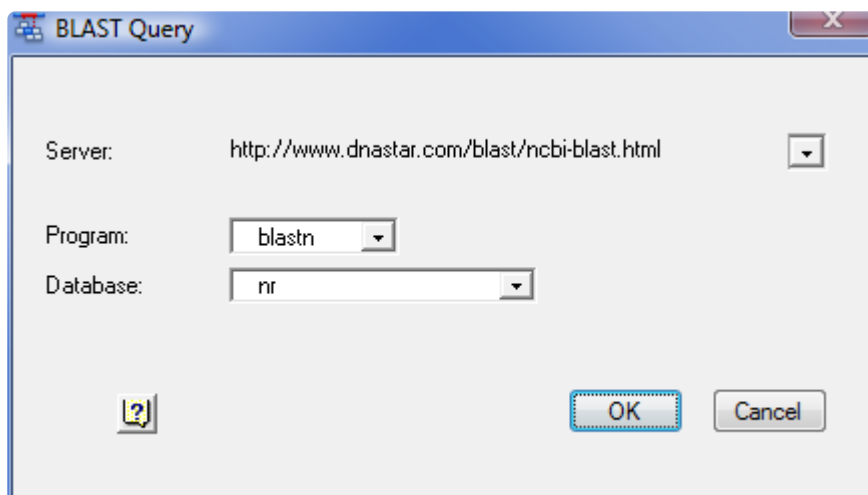 BLAST Query
Server: http://www.dnastar.com/blast/ncbi-blast.html
Program: blastn
Database: nr
OK Cancel